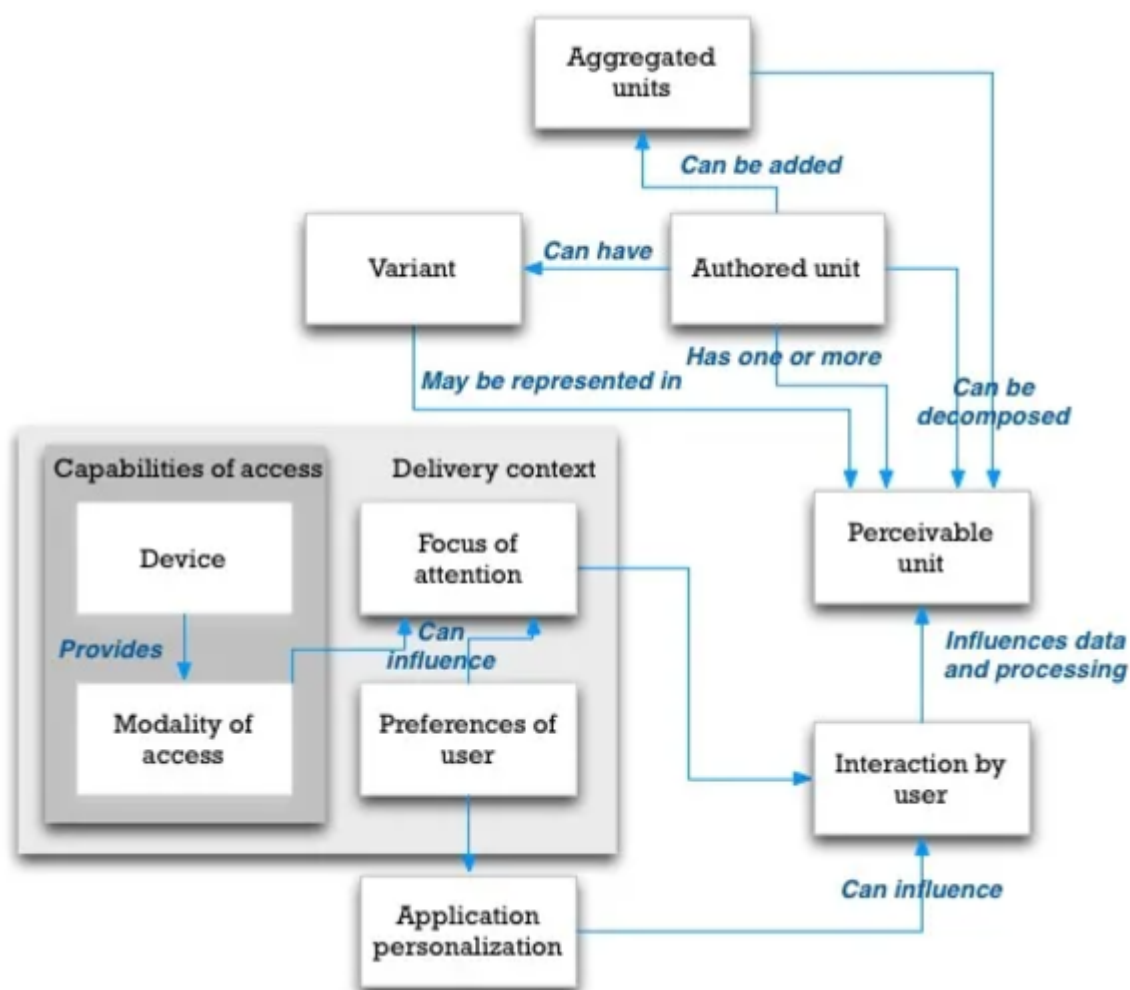 Aggregated
units
Can be added
Variant
Can have
Authored unit
Has one or more
May be represented in
Can be
decomposed
Capabilities of access
Delivery context
Device
Focus of
attention
Perceivable
unit
Provides
Can
influence
Influences data
and processing
Modality of
access
Preferences of
user
Interaction by
user
Can influence
Application
personalization